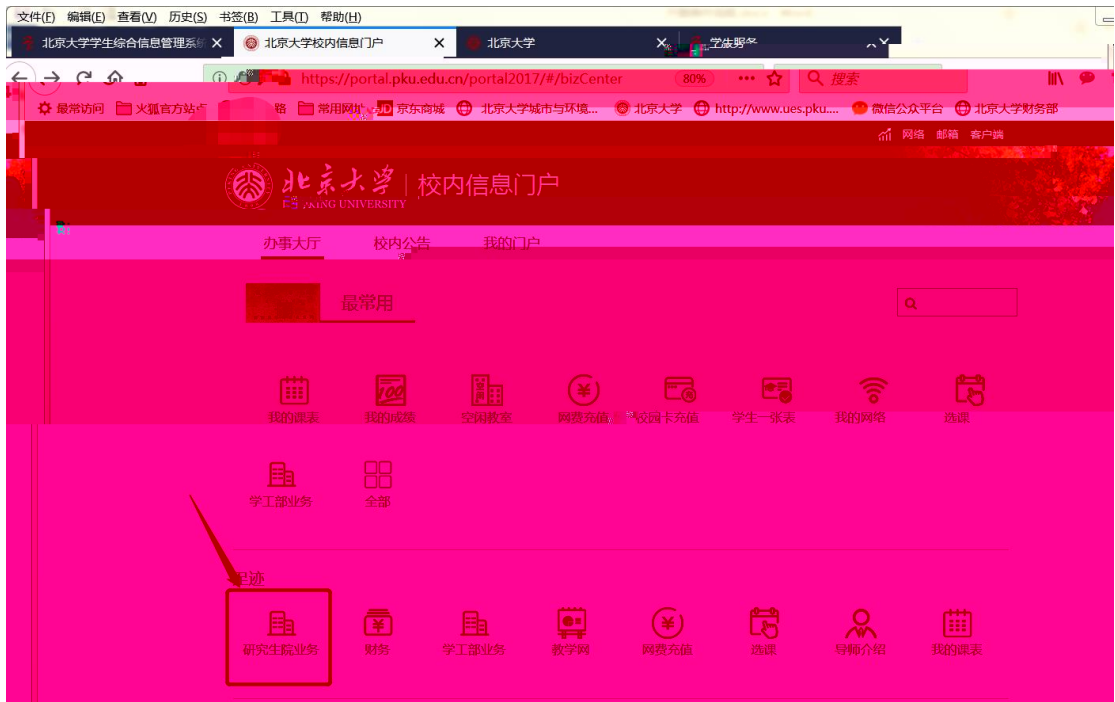 文件(F) 编辑(E) 查看(V) 历史(S) 书签(B) 工具(T) 帮助(H)
北京大学学生综合信息管理系统 北京大学校内信息门户 北京大学
https://portal.pku.edu.cn/portal2017/#/bizCenter 80% 搜索
最常访问 火狐官方站点 常用网址 JD 京东商城 北京大学城市与环境... 北京大学 http://www.ues.pku.... 微信公众平台 北京大学财务部
网络 邮箱 客户端
北京大学 校内信息门户
PEKING UNIVERSITY
办事大厅 校内公告 我的门户
最常用
100
我的课表 我的成绩 空闲教室 网费充值 校园卡充值 学生一张表 我的网络 选课
学工部业务 全部
足迹
研究生院业务 财务 学工部业务 教学网 网费充值 选课 导师介绍 我的课表